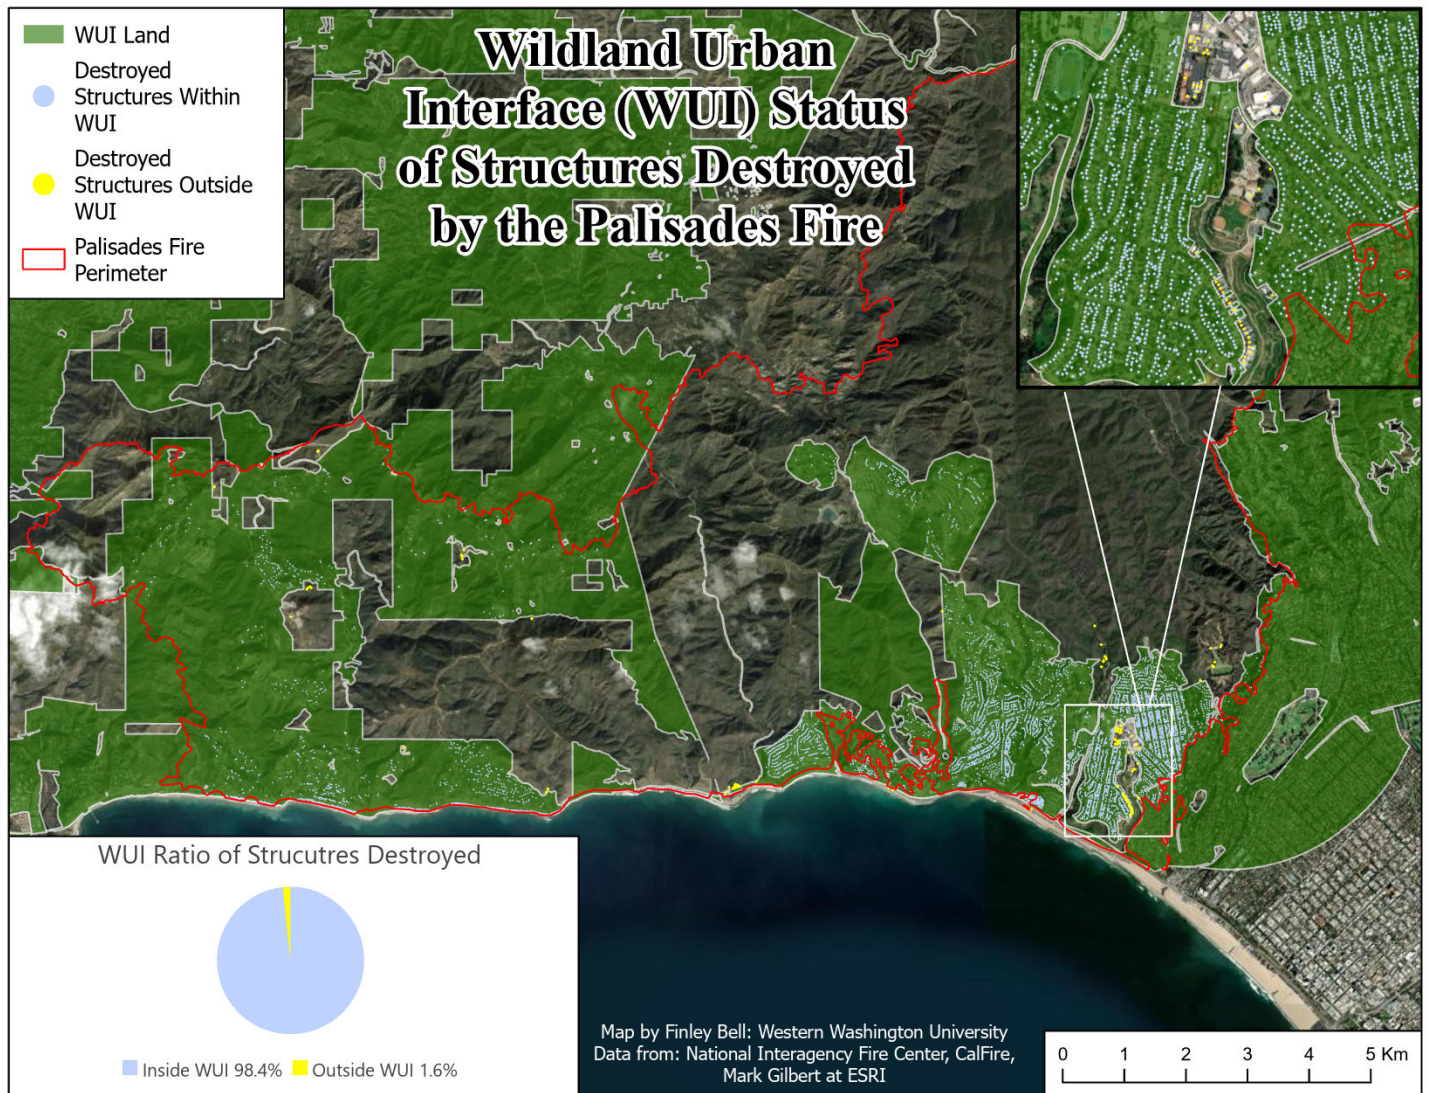 WUI Land
Destroyed
Structures Within
WUI
Destroyed
Structures Outside
WUI
Palisades Fire
Perimeter
Wildland Urban
Interface (WUI) Status
of Structures Destroyed
by the Palisades Fire
WUI Ratio of Strucutres Destroyed
Inside WUI 98.4% Outside WUI 1.6%
Map by Finley Bell: Western Washington University
Data from: National Interagency Fire Center, CalFire,
Mark Gilbert at ESRI
0 1 2 3 4 5 Km